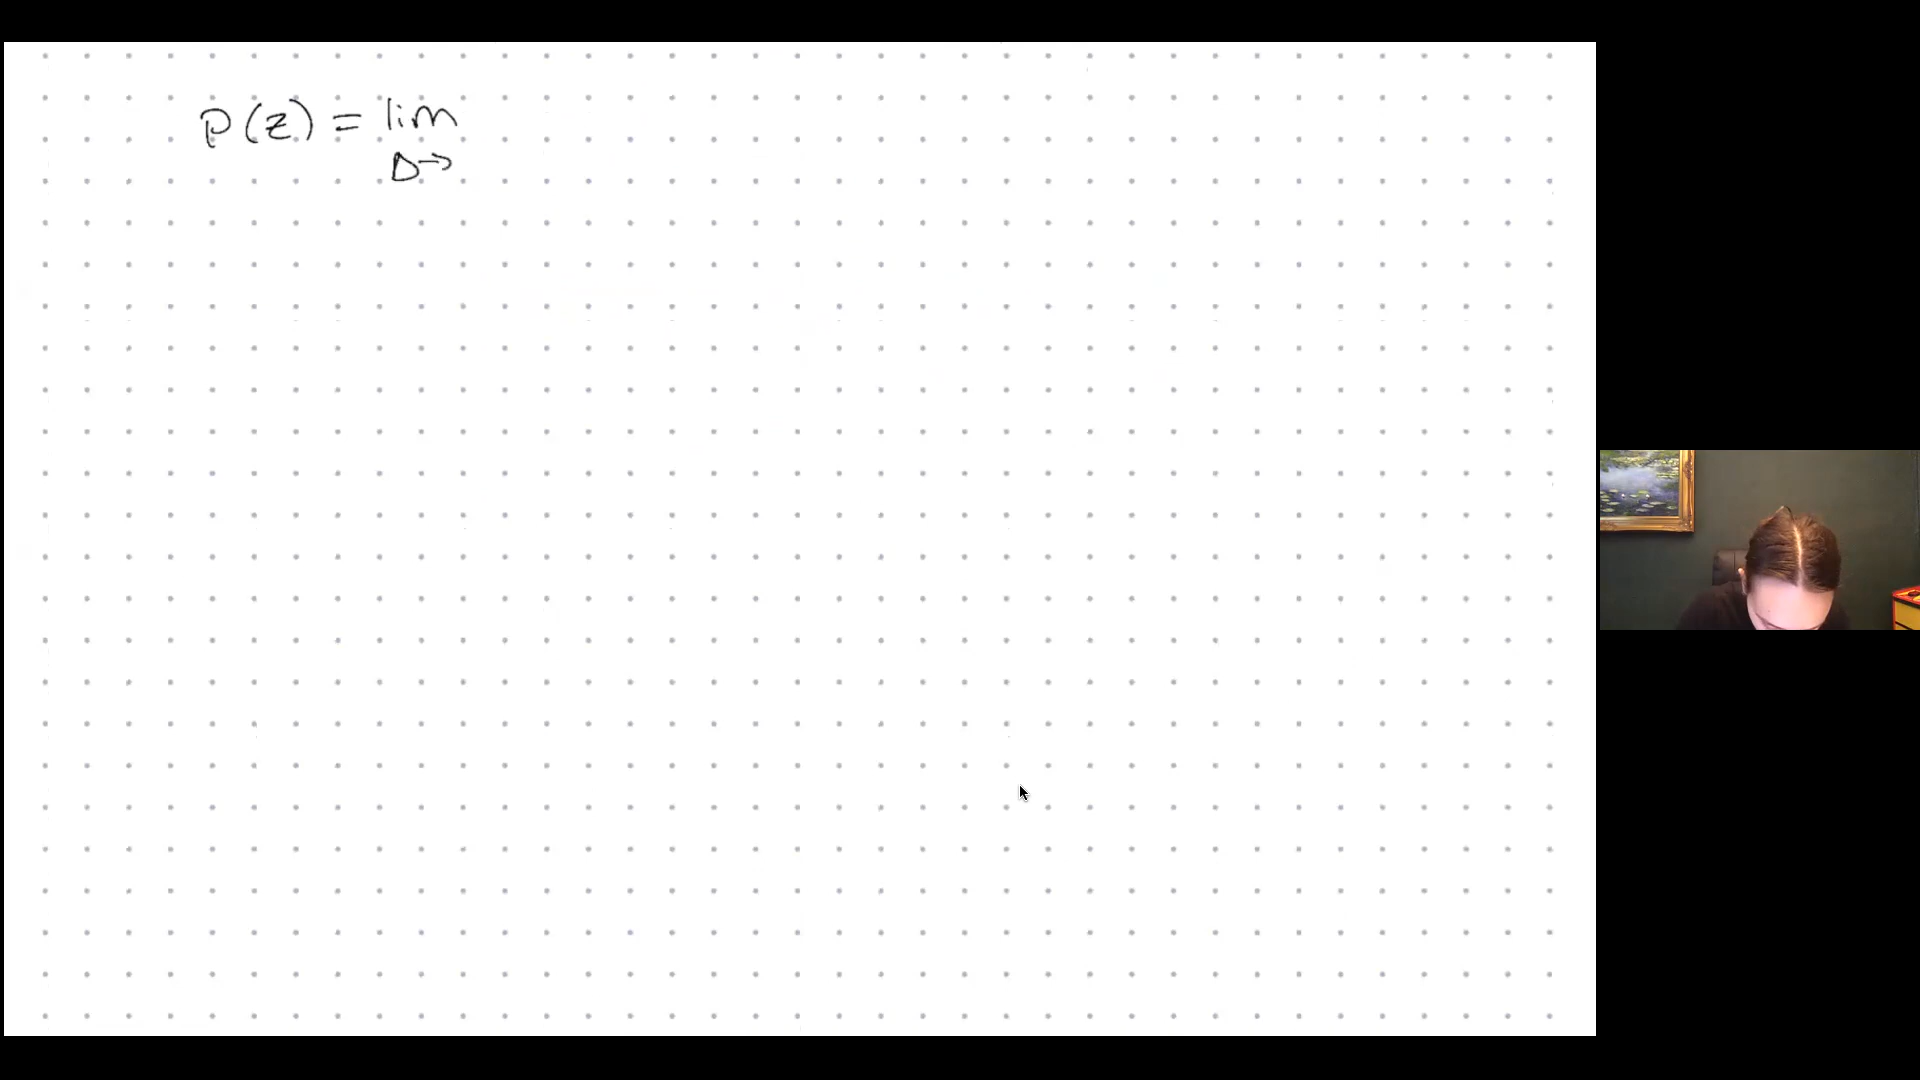 P(z) = lim
Δ→